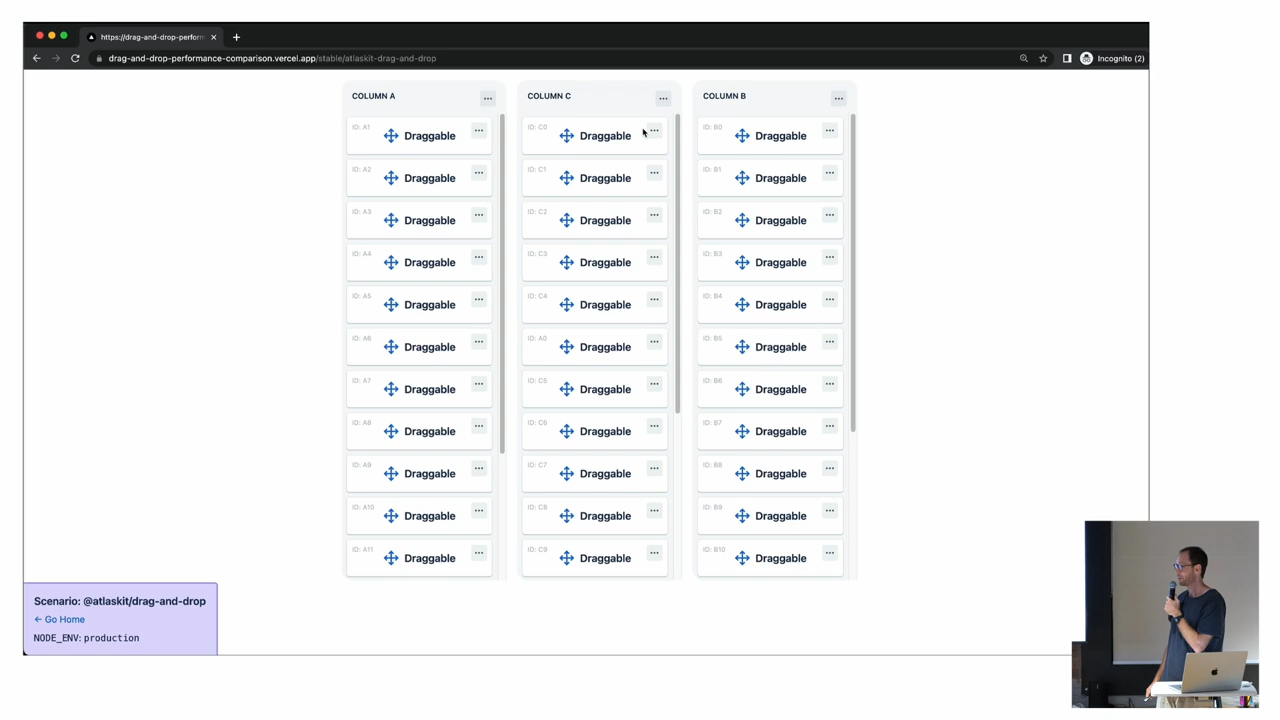 https://drag-and-drop-perform
drag-and-drop-performance-comparison.vercel.app/stable/atlaskit-drag-and-drop
Incognito (2)
COLUMN A
ID: A1
Draggable
ID: A2
Draggable
ID: A3
Draggable
ID: A4
Draggable
ID: A5
Draggable
ID: A6
Draggable
ID: A7
Draggable
ID: A8
Draggable
ID: A9
Draggable
ID: A10
Draggable
ID: A11
Draggable
COLUMN C
ID: C0
Draggable
ID: C1
Draggable
ID: C2
Draggable
ID: C3
Draggable
ID: C4
Draggable
ID: A0
Draggable
ID: C5
Draggable
ID: C6
Draggable
ID: C7
Draggable
ID: C8
Draggable
ID: C9
Draggable
COLUMN B
ID: B0
Draggable
ID: B1
Draggable
ID: B2
Draggable
ID: B3
Draggable
ID: B4
Draggable
ID: B5
Draggable
ID: B6
Draggable
ID: B7
Draggable
ID: B8
Draggable
ID: B9
Draggable
ID: B10
Draggable
Scenario: @atlaskit/drag-and-drop
← Go Home
NODE_ENV: production